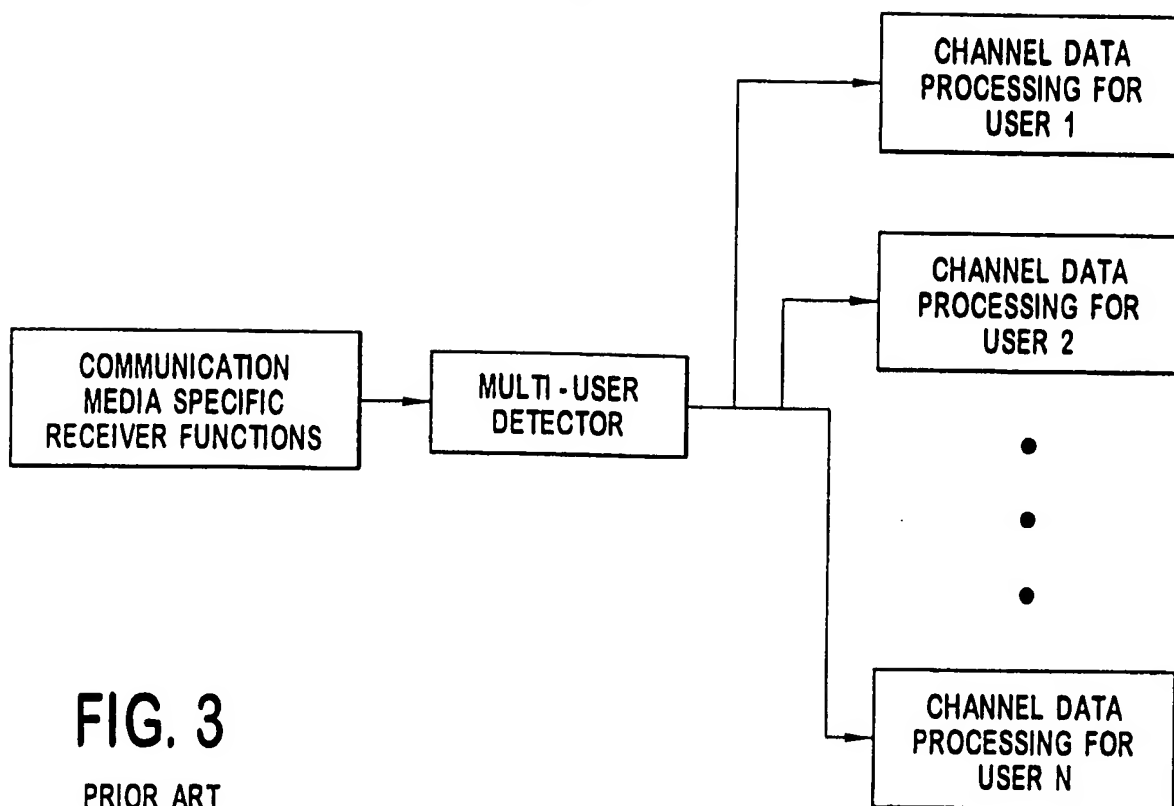 CHANNEL DATA
PROCESSING FOR
USER 1
CHANNEL DATA
PROCESSING FOR
USER 2
COMMUNICATION
MEDIA SPECIFIC
RECEIVER FUNCTIONS
MULTI-USER
DETECTOR
CHANNEL DATA
PROCESSING FOR
USER N
FIG. 3
PRIOR ART